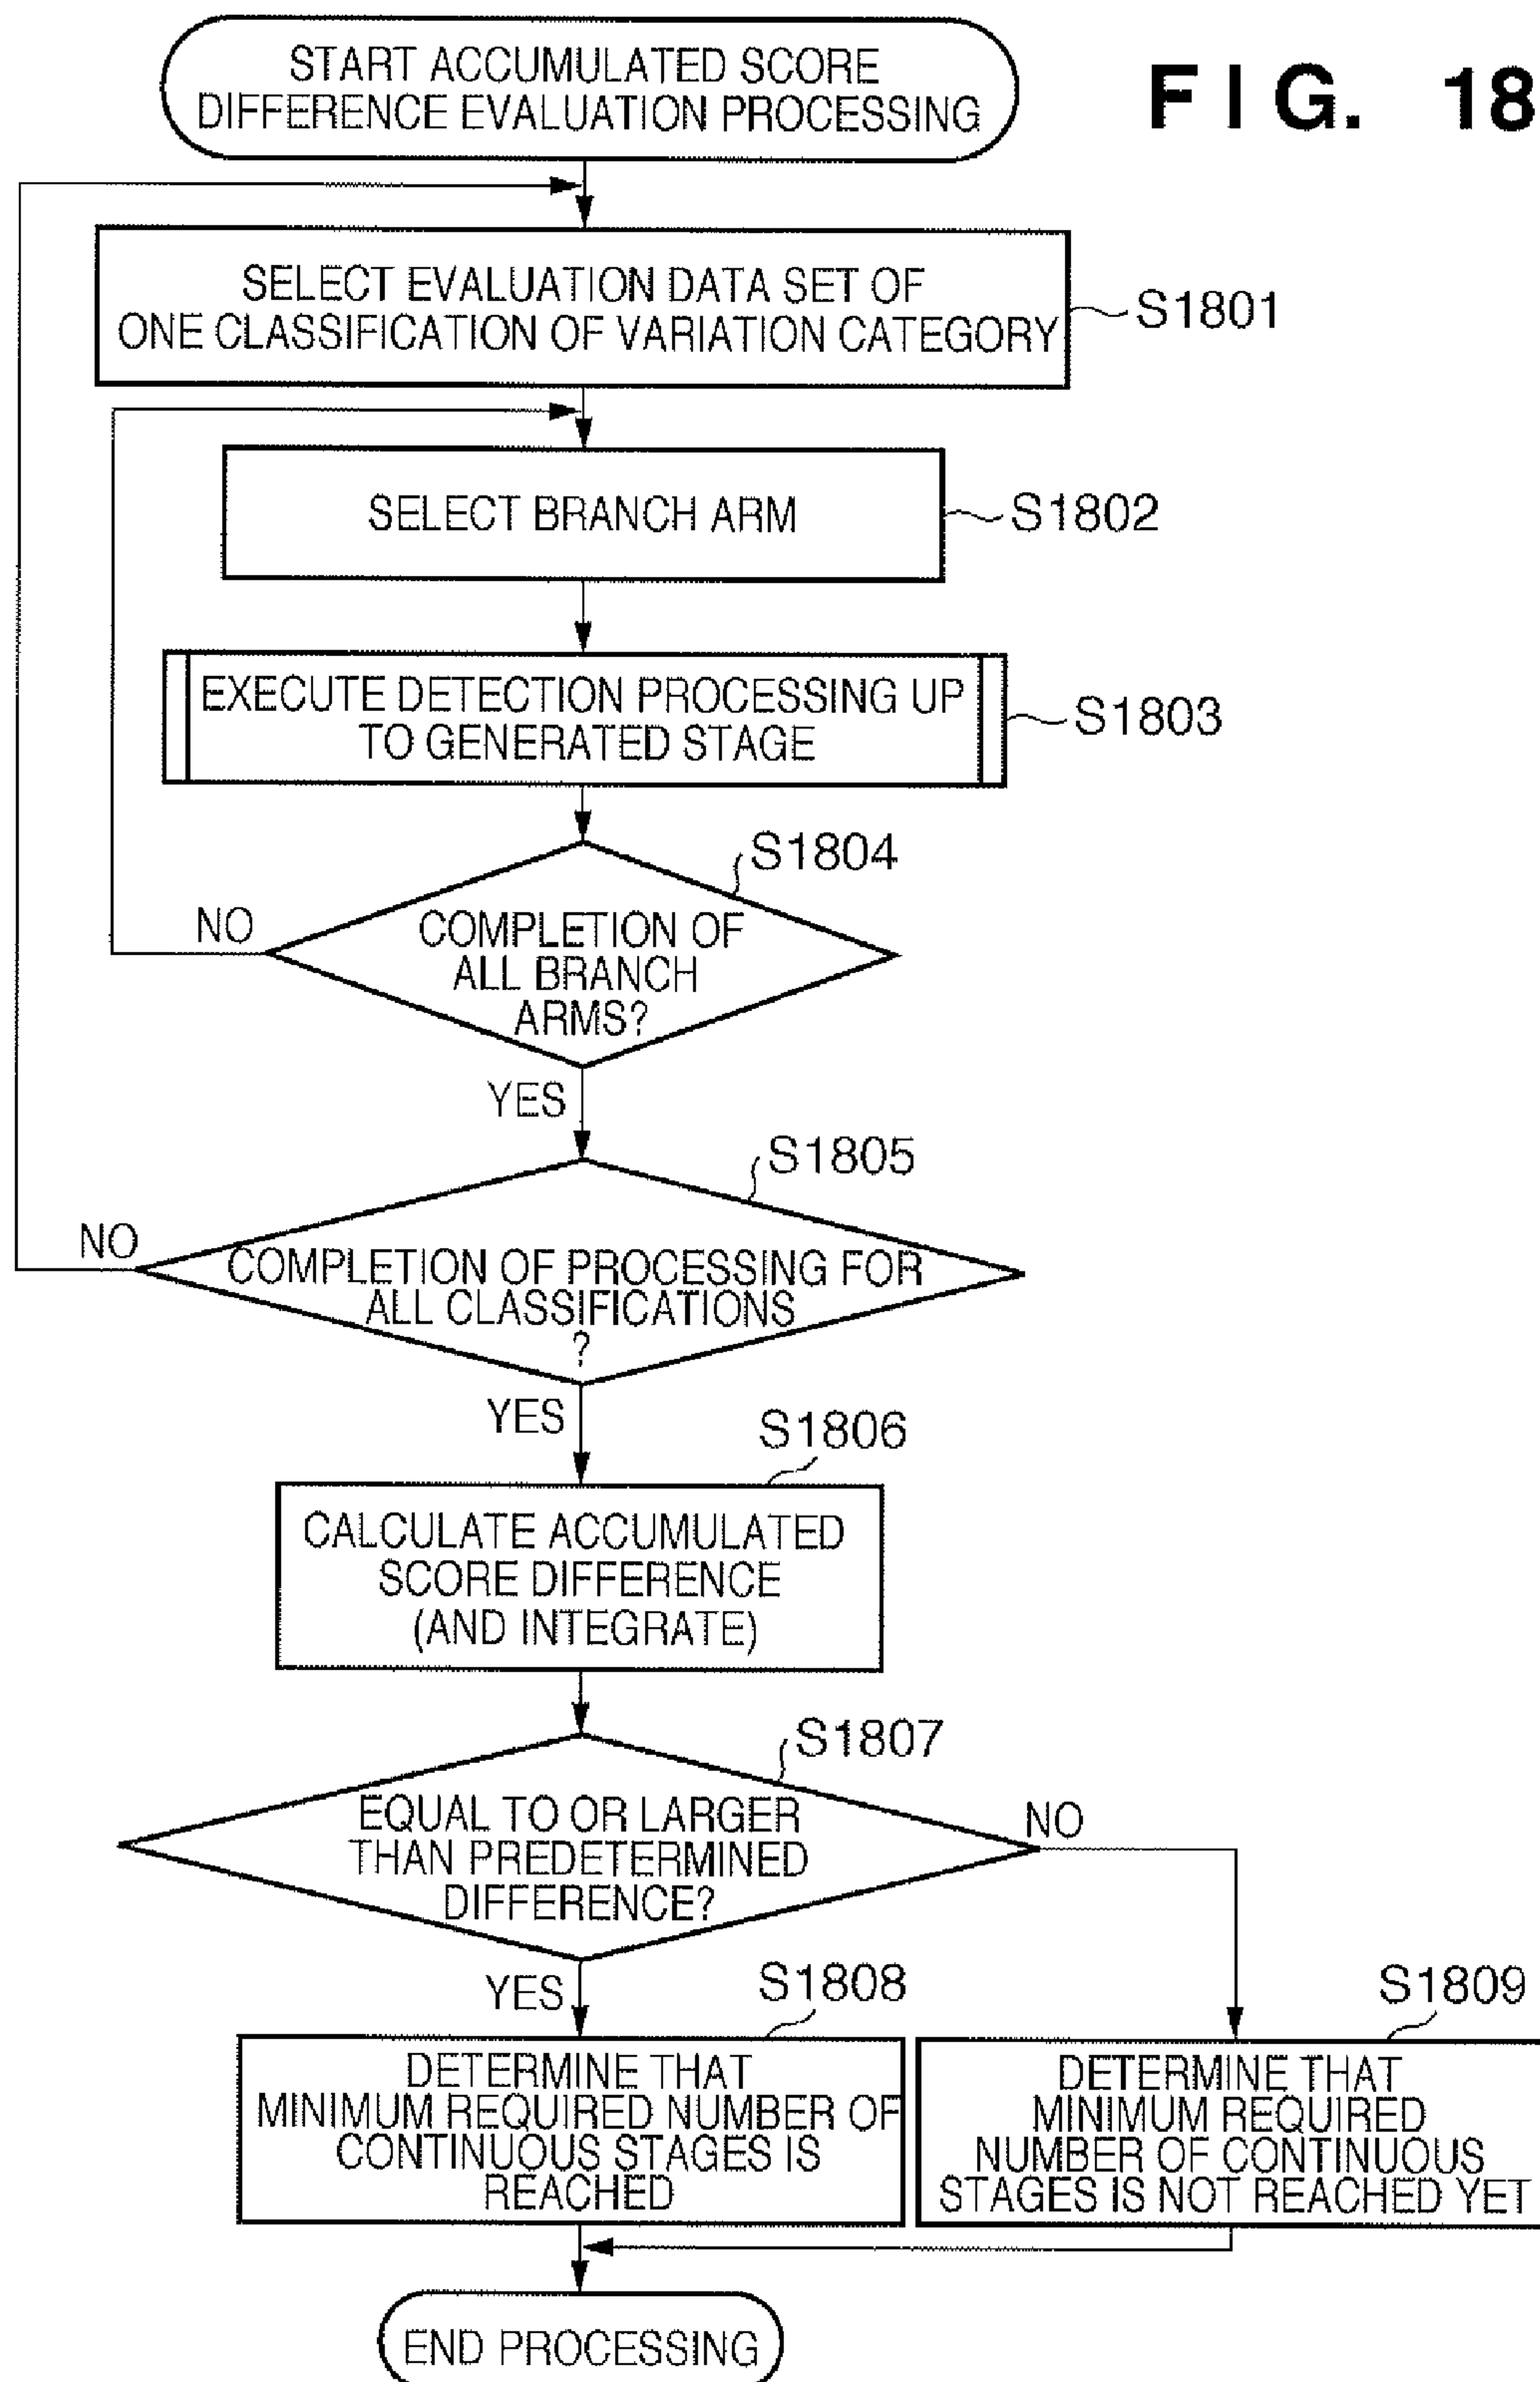 START ACCUMULATED SCORE
DIFFERENCE EVALUATION PROCESSING
FIG. 18
SELECT EVALUATION DATA SET OF
ONE CLASSIFICATION OF VARIATION CATEGORY
S1801
SELECT BRANCH ARM
S1802
EXECUTE DETECTION PROCESSING UP
TO GENERATED STAGE
S1803
S1804
NO
COMPLETION OF
ALL BRANCH
ARMS?
YES
S1805
NO
COMPLETION OF PROCESSING FOR
ALL CLASSIFICATIONS
?
YES
S1806
CALCULATE ACCUMULATED
SCORE DIFFERENCE
(AND INTEGRATE)
S1807
EQUAL TO OR LARGER
THAN PREDETERMINED
DIFFERENCE?
NO
YES
S1808
DETERMINE THAT
MINIMUM REQUIRED NUMBER OF
CONTINUOUS STAGES IS
REACHED
S1809
DETERMINE THAT
MINIMUM REQUIRED
NUMBER OF CONTINUOUS
STAGES IS NOT REACHED YET
END PROCESSING